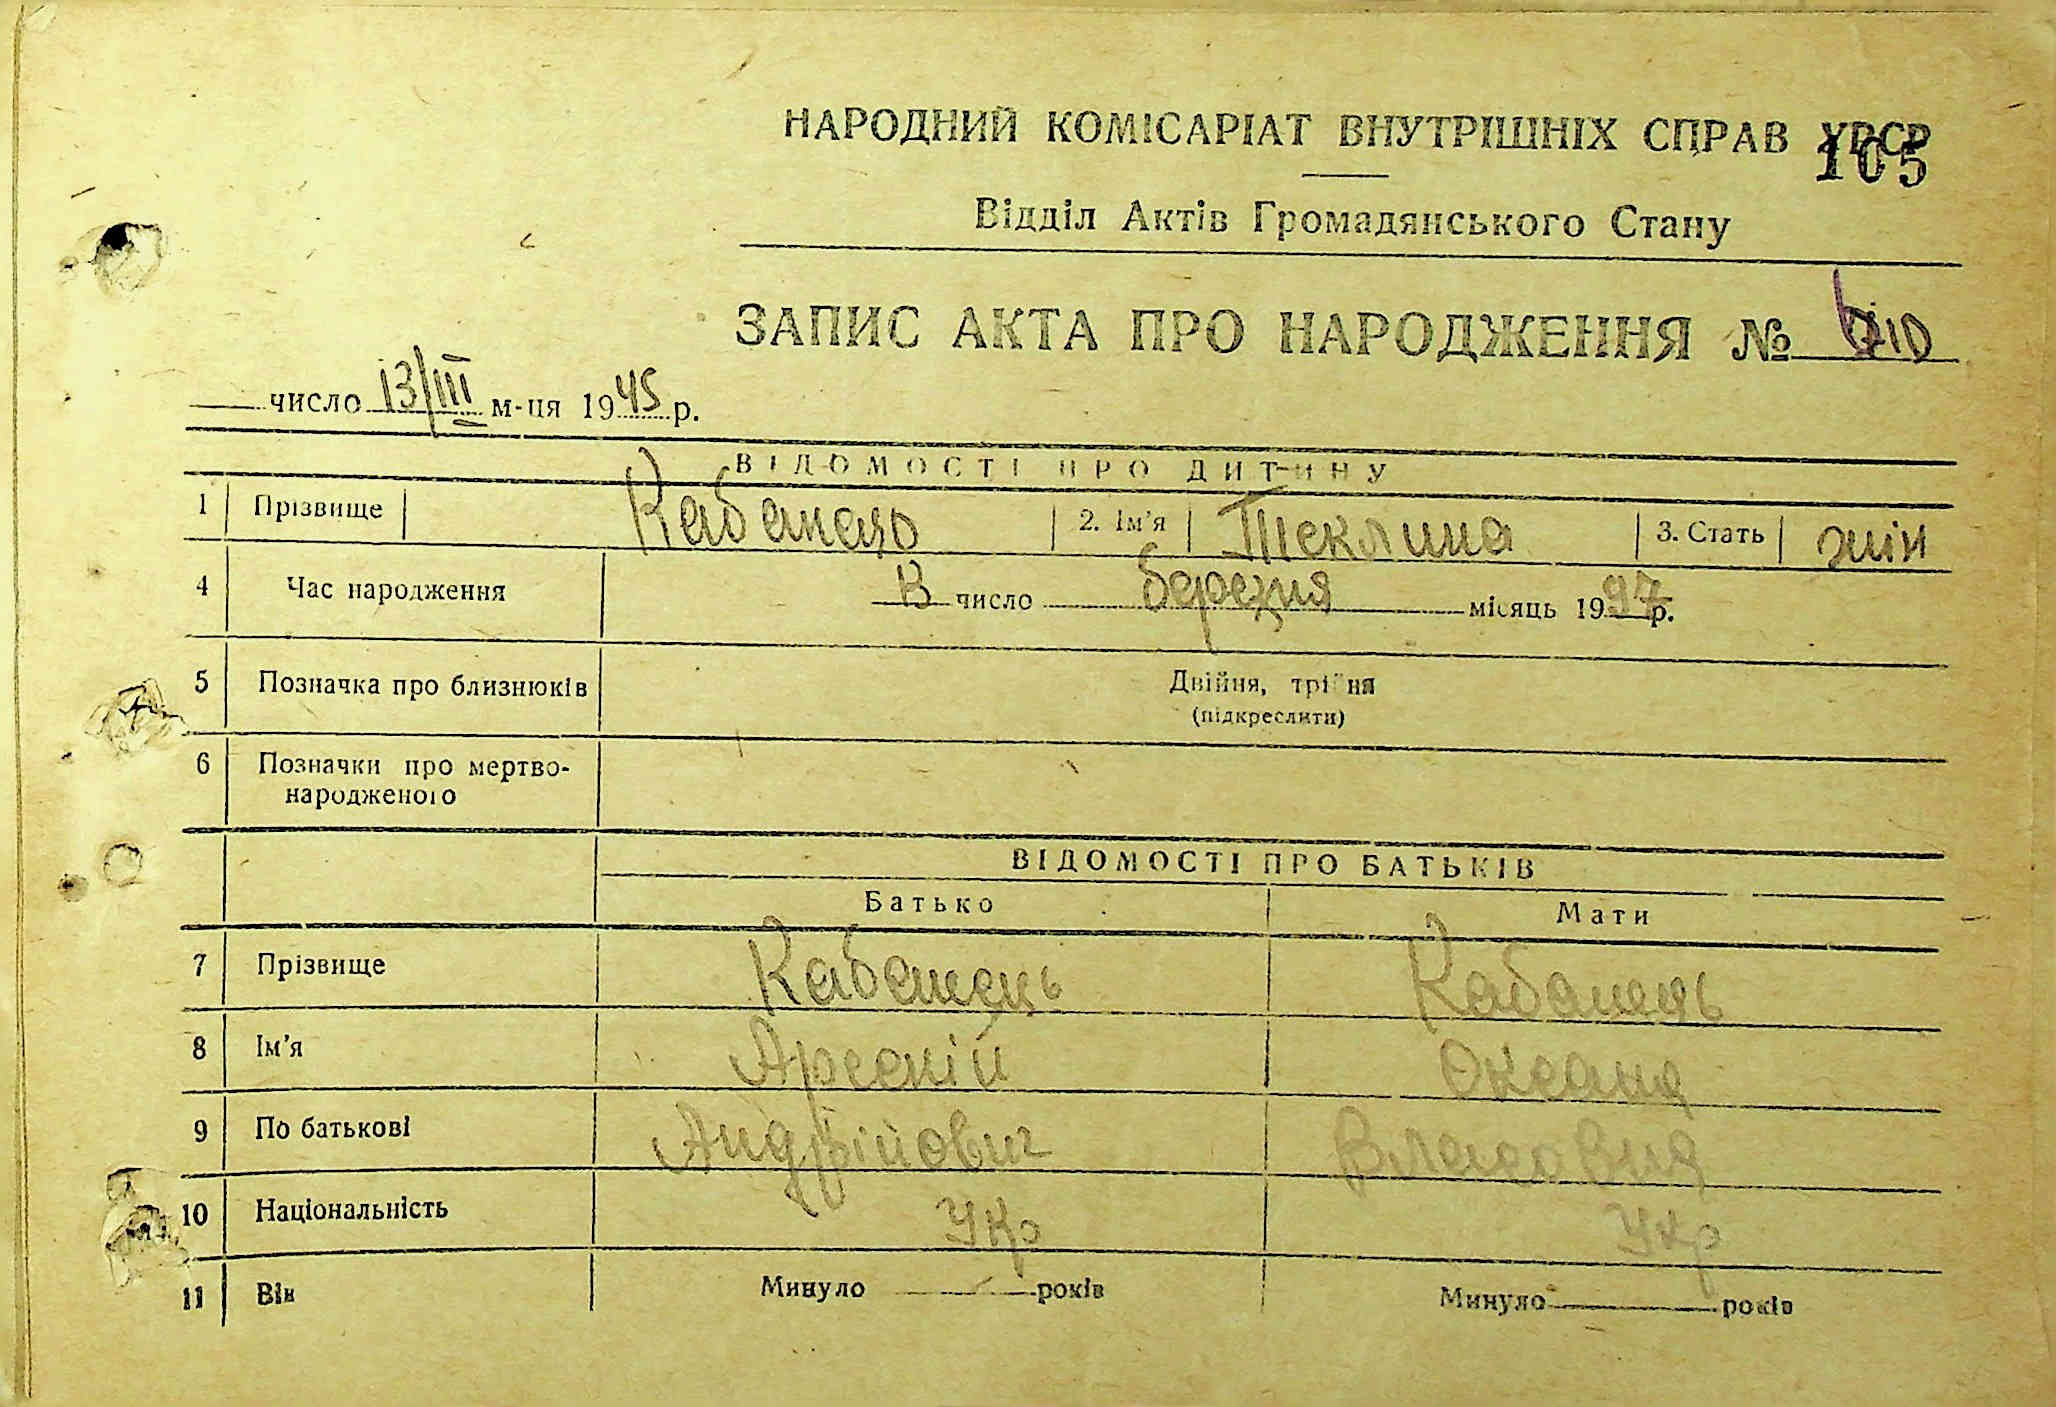 НАРОДНИЙ КОМІСАРІАТ ВНУТРІШНІХ СПРАВ УРСР
105
Відділ Актів Громадянського Стану
ЗАПИС АКТА ПРО НАРОДЖЕННЯ №
число 13/III м-ця 1945 р.
ВІДОМОСТІ ПРО ДИТИНУ
1 Прізвище Кабанець 2. Ім'я Теклина 3. Стать жін
4 Час народження число березня місяць 1997 р.
5 Позначка про близнюків Двійня, трійня
(підкреслити)
6 Позначки про мертво-
народженого
ВІДОМОСТІ ПРО БАТЬКІВ
Батько Мати
7 Прізвище Кабанець Кабанець
8 Ім'я Арсеній Оксана
9 По батькові Андрійович Власовна
10 Національність Укр Укр
11 Вік Минуло років Минуло років